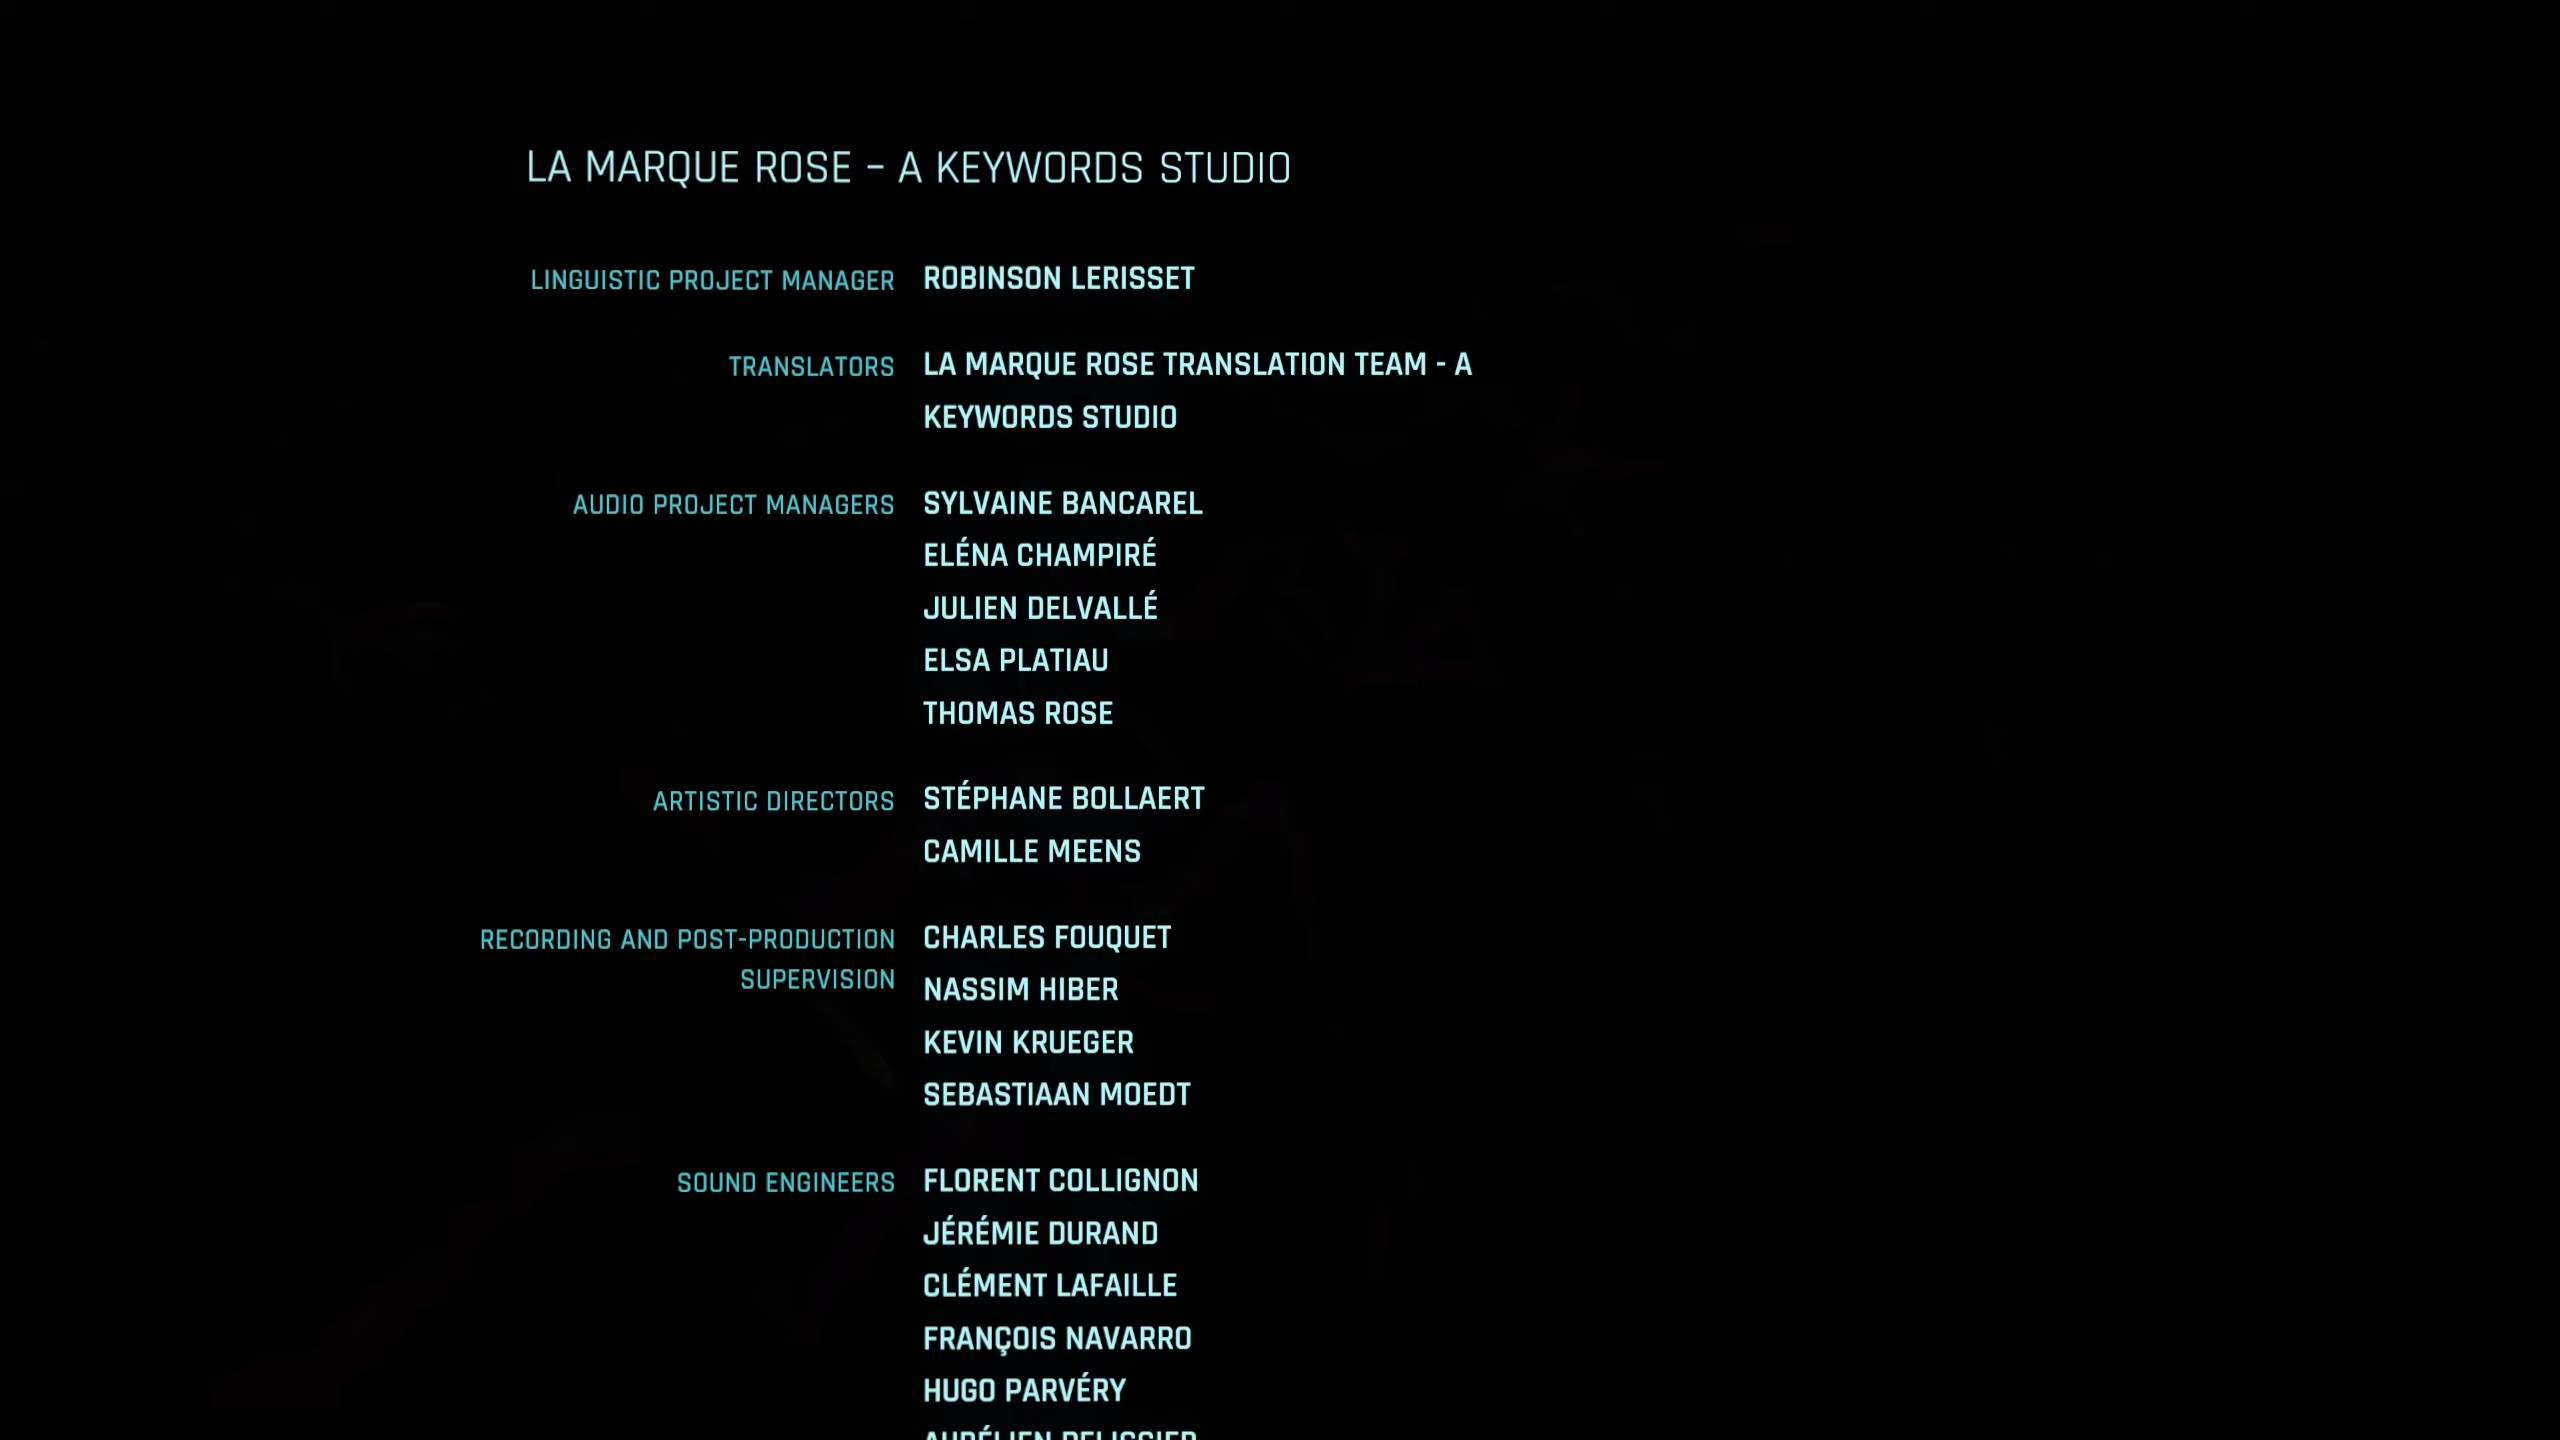 LA MARQUE ROSE – A KEYWORDS STUDIO
LINGUISTIC PROJECT MANAGER ROBINSON LERISSET
TRANSLATORS LA MARQUE ROSE TRANSLATION TEAM - A
KEYWORDS STUDIO
AUDIO PROJECT MANAGERS SYLVAINE BANCAREL
ELÉNA CHAMPIRÉ
JULIEN DELVALLÉ
ELSA PLATIAU
THOMAS ROSE
ARTISTIC DIRECTORS STÉPHANE BOLLAERT
CAMILLE MEENS
RECORDING AND POST-PRODUCTION CHARLES FOUQUET
SUPERVISION NASSIM HIBER
KEVIN KRUEGER
SEBASTIAAN MOEDT
SOUND ENGINEERS FLORENT COLLIGNON
JÉRÉMIE DURAND
CLÉMENT LAFAILLE
FRANÇOIS NAVARRO
HUGO PARVÉRY
AURÉLIEN PELISSIER